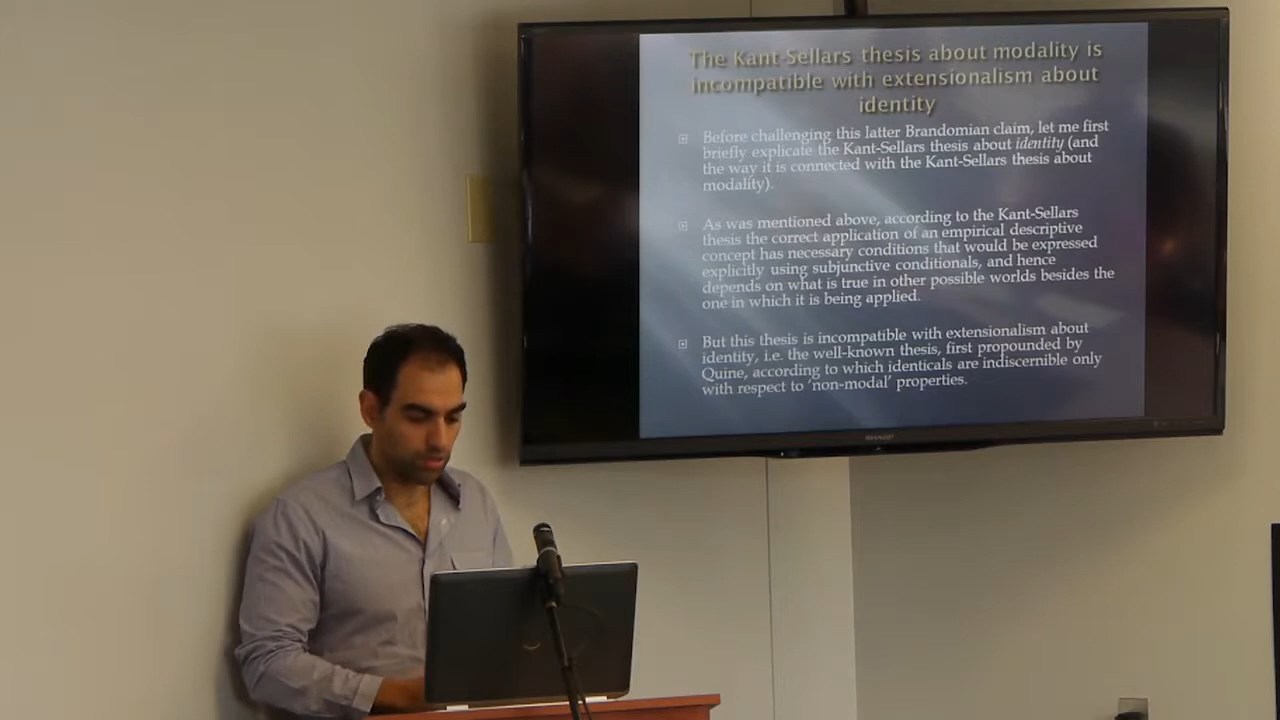 The Kant-Sellars thesis about modality is
incompatible with extensionalism about
identity
Before challenging this latter Brandomian claim, let me first
briefly explicate the Kant-Sellars thesis about identity (and
the way it is connected with the Kant-Sellars thesis about
modality).
As was mentioned above, according to the Kant-Sellars
thesis the correct application of an empirical descriptive
concept has necessary conditions that would be expressed
explicitly using subjunctive conditionals, and hence
depends on what is true in other possible worlds besides the
one in which it is being applied.
But this thesis is incompatible with extensionalism about
identity, i.e. the well-known thesis, first propounded by
Quine, according to which identicals are indiscernible only
with respect to ‘non-modal’ properties.
SHARP